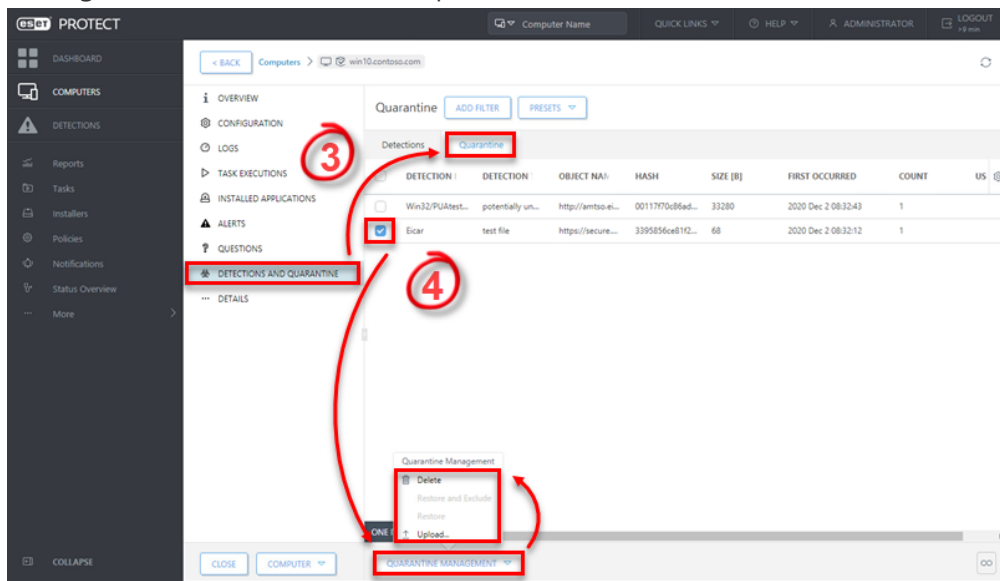 eset PROTECT
Computer Name
QUICK LINKS
HELP
ADMINISTRATOR
LOGOUT
>9 min
DASHBOARD
COMPUTERS
DETECTIONS
Reports
Tasks
Installers
Policies
Notifications
Status Overview
More
COLLAPSE
< BACK
Computers >
win10.contoso.com
OVERVIEW
CONFIGURATION
LOGS
TASK EXECUTIONS
INSTALLED APPLICATIONS
ALERTS
QUESTIONS
DETECTIONS AND QUARANTINE
DETAILS
3
4
Quarantine
ADD FILTER
PRESETS
Detections
Quarantine
DETECTION DETECTION OBJECT NAM HASH SIZE [B] FIRST OCCURRED COUNT US
Win32/PUAtest... potentially un... http://amtso.ei... 00117f70c86ad... 33280 2020 Dec 2 08:32:43 1
Eicar test file https://secure... 3395856ce81f2... 68 2020 Dec 2 08:32:12 1
Quarantine Management
Delete
Restore and Exclude
Restore
Upload...
ONE
CLOSE
COMPUTER
QUARANTINE MANAGEMENT